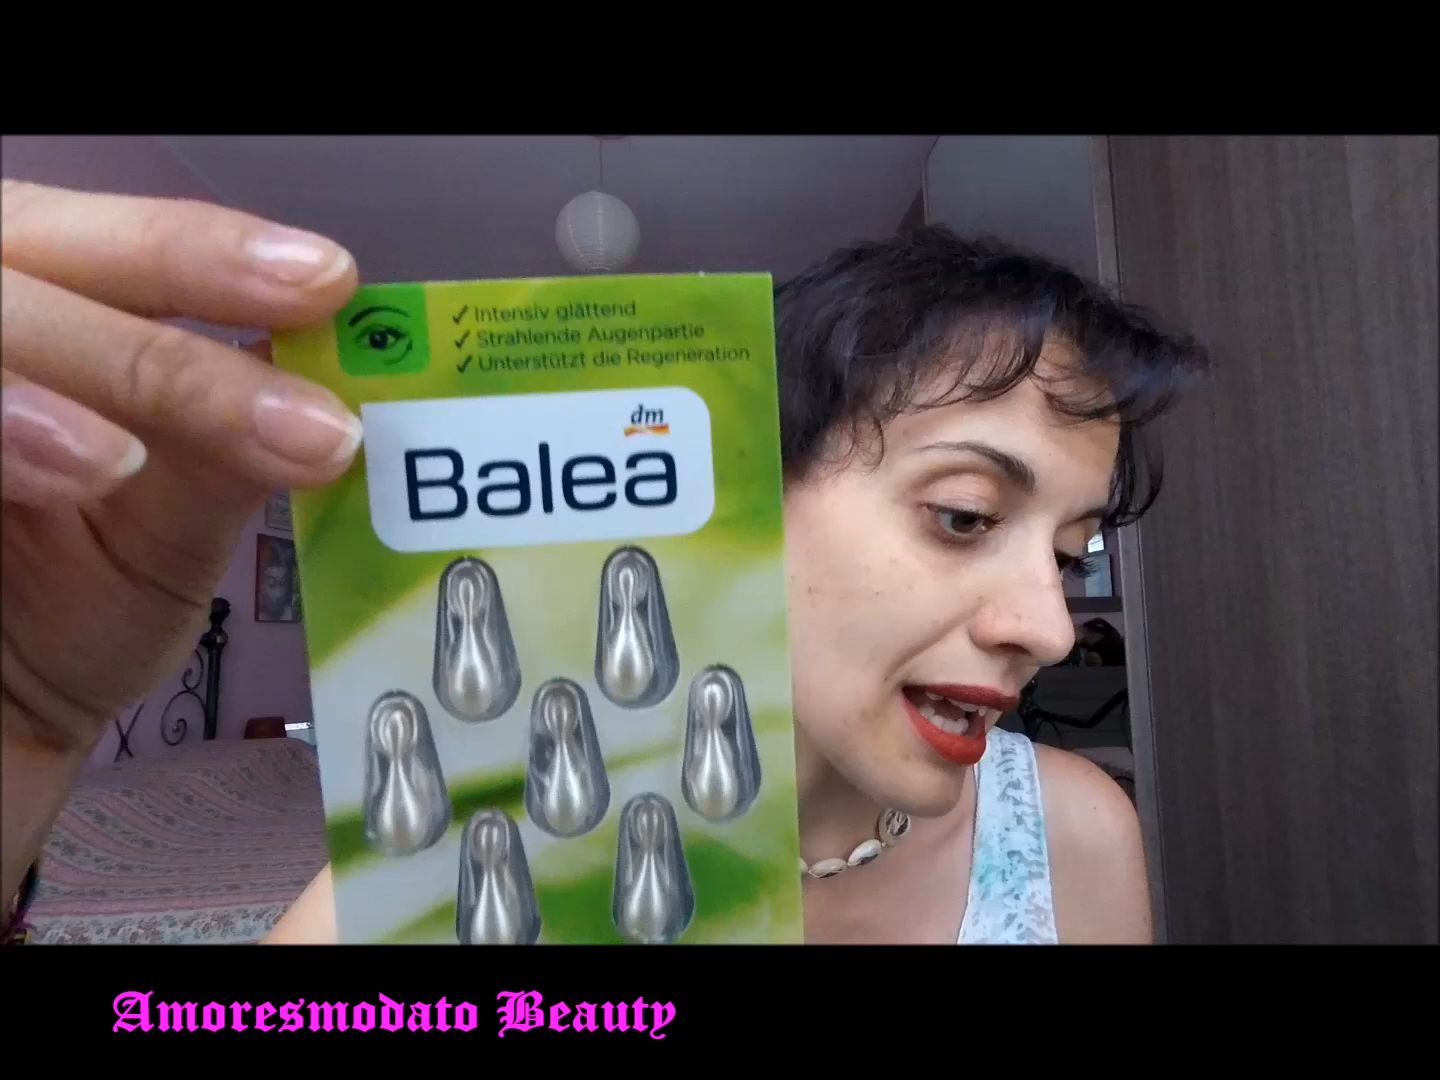 ✓ Intensiv glättend
✓ Strahlende Augenpartie
✓ Unterstützt die Regeneration
dm
Balea
Amoresmodato Beauty